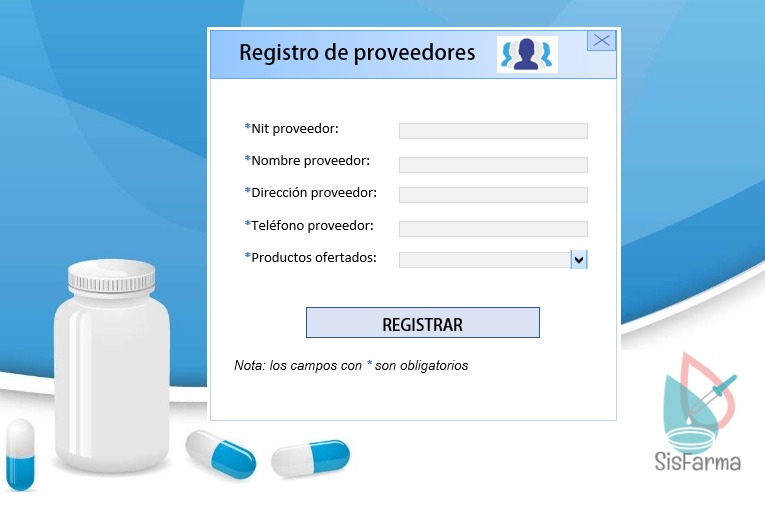 Registro de proveedores
*Nit proveedor:
*Nombre proveedor:
*Dirección proveedor:
*Teléfono proveedor:
*Productos ofertados:
REGISTRAR
Nota: los campos con * son obligatorios
SisFarma